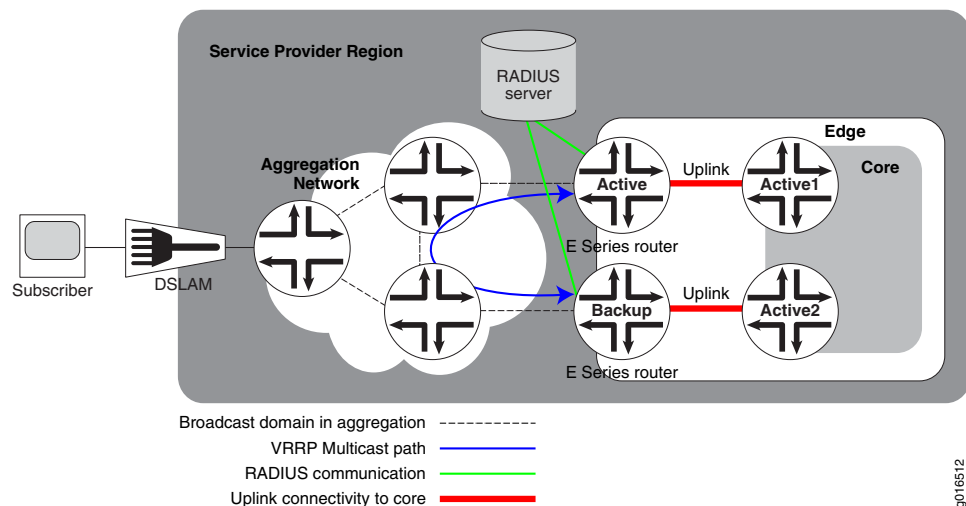 Service Provider Region
RADIUS
server
Edge
Aggregation
Network
Active
Uplink
Active1
Core
E Series router
Subscriber
DSLAM
Backup
Uplink
Active2
E Series router
Broadcast domain in aggregation
VRRP Multicast path
RADIUS communication
Uplink connectivity to core
g016512